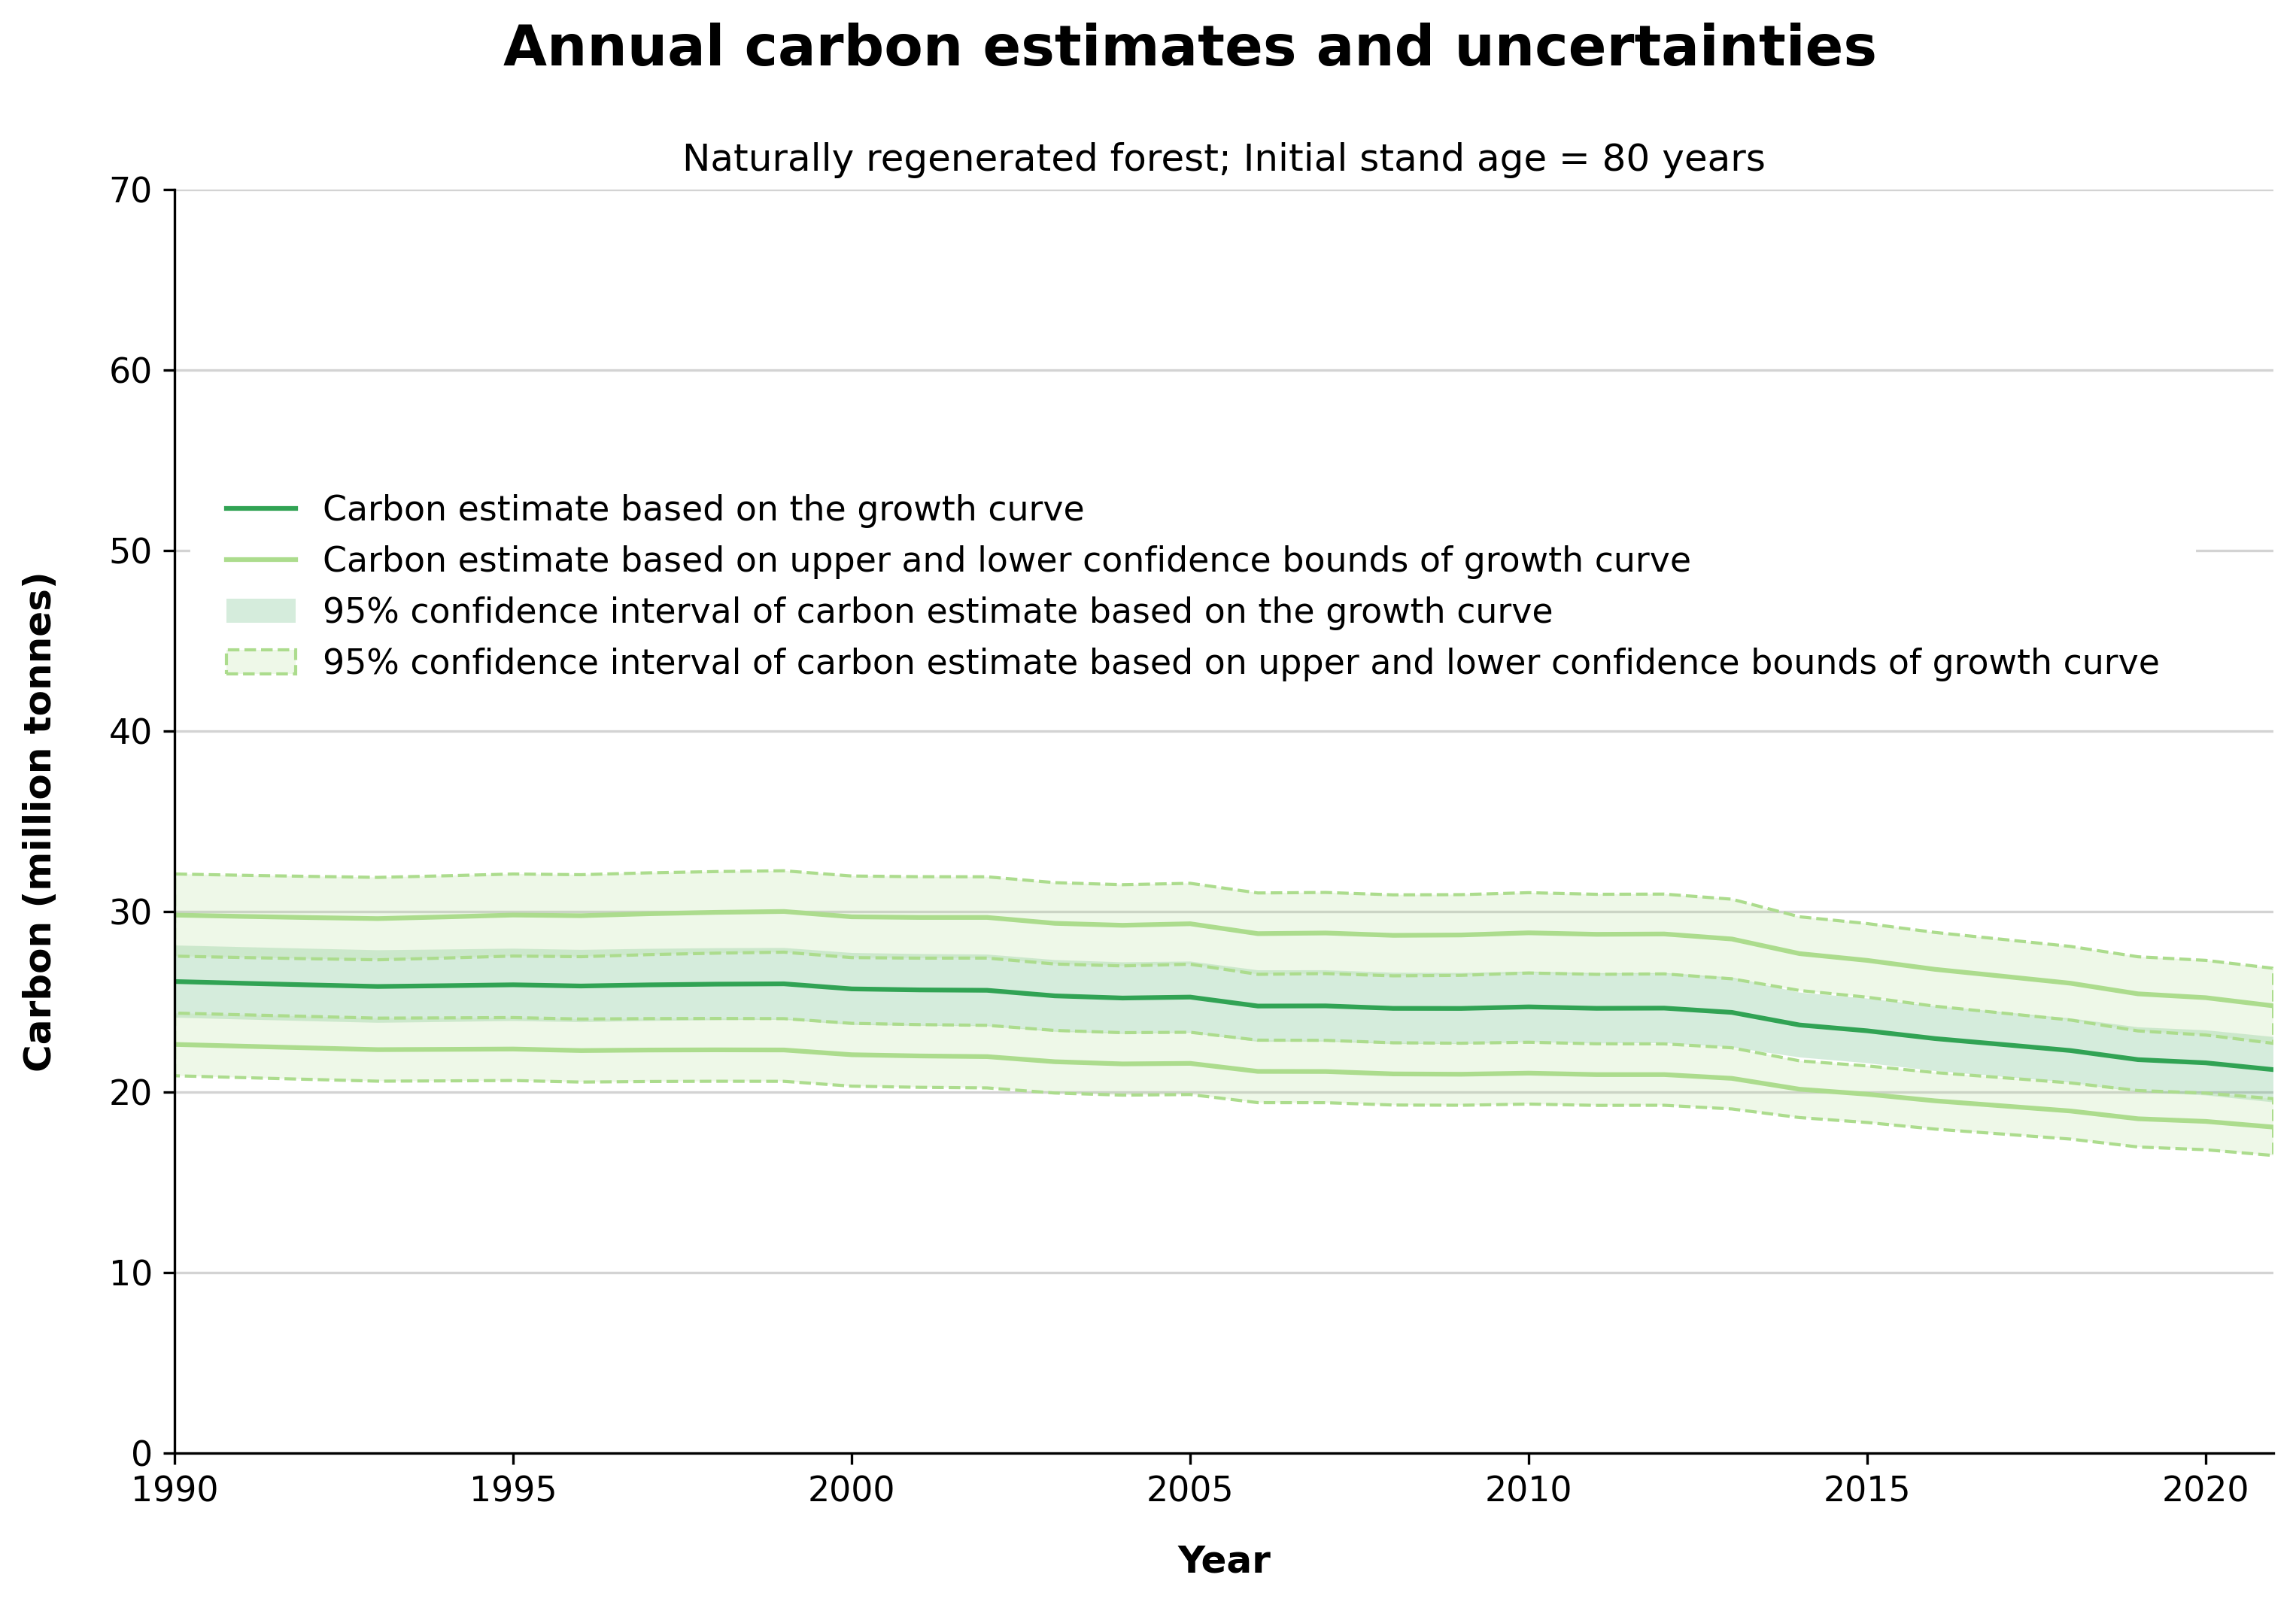 Annual carbon estimates and uncertainties
Naturally regenerated forest; Initial stand age = 80 years
70
60
50
40
30
20
10
0
Carbon (million tonnes)
Carbon estimate based on the growth curve
Carbon estimate based on upper and lower confidence bounds of growth curve
95% confidence interval of carbon estimate based on the growth curve
95% confidence interval of carbon estimate based on upper and lower confidence bounds of growth curve
1990 1995 2000 2005 2010 2015 2020
Year